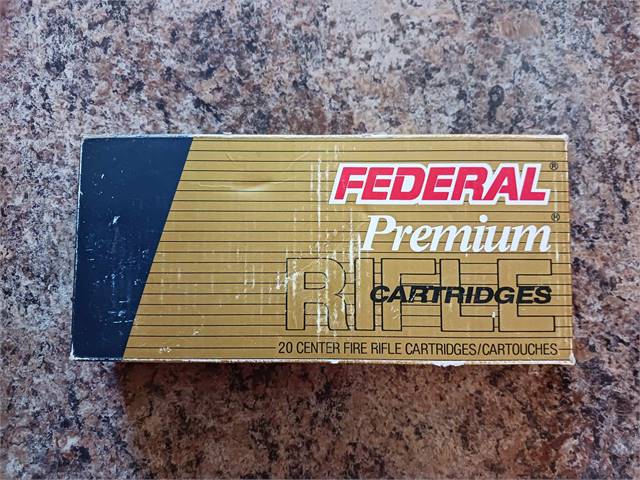 FEDERAL®
Premium®
RIFLE
CARTRIDGES
20 CENTER FIRE RIFLE CARTRIDGES/CARTOUCHES